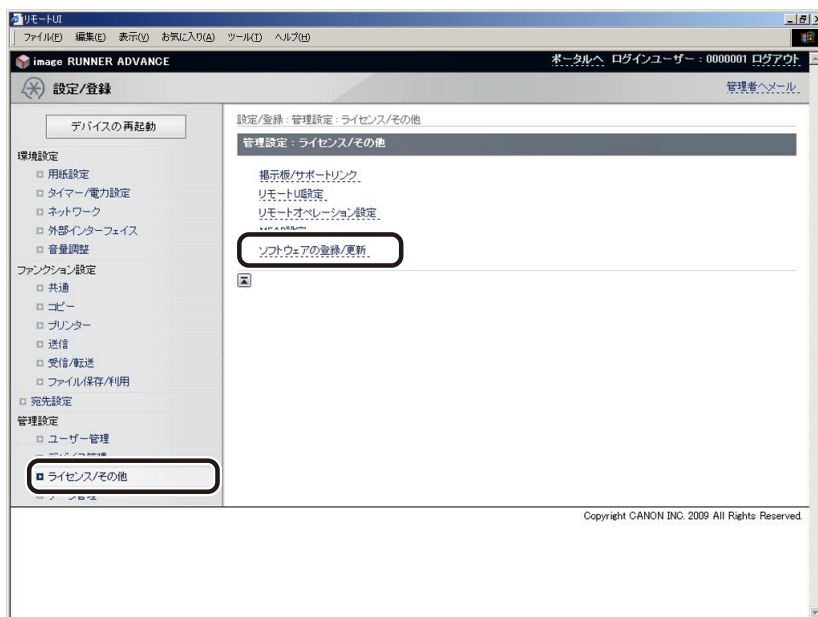 リモートUI
ファイル(F) 編集(E) 表示(V) お気に入り(A) ツール(T) ヘルプ(H)
image RUNNER ADVANCE ポータルへ ログインユーザー : 0000001 ログアウト
設定/登録 管理者へメール
デバイスの再起動
環境設定
用紙設定
タイマー/電力設定
ネットワーク
外部インターフェイス
音量調整
ファンクション設定
共通
コピー
プリンター
送信
受信/転送
ファイル保存/利用
宛先設定
管理設定
ユーザー管理
ライセンス/その他
設定/登録 : 管理設定 : ライセンス/その他
管理設定 : ライセンス/その他
掲示板/サポートリンク
リモートUI設定
リモートオペレーション設定
ソフトウェアの登録/更新
Copyright CANON INC. 2009 All Rights Reserved.